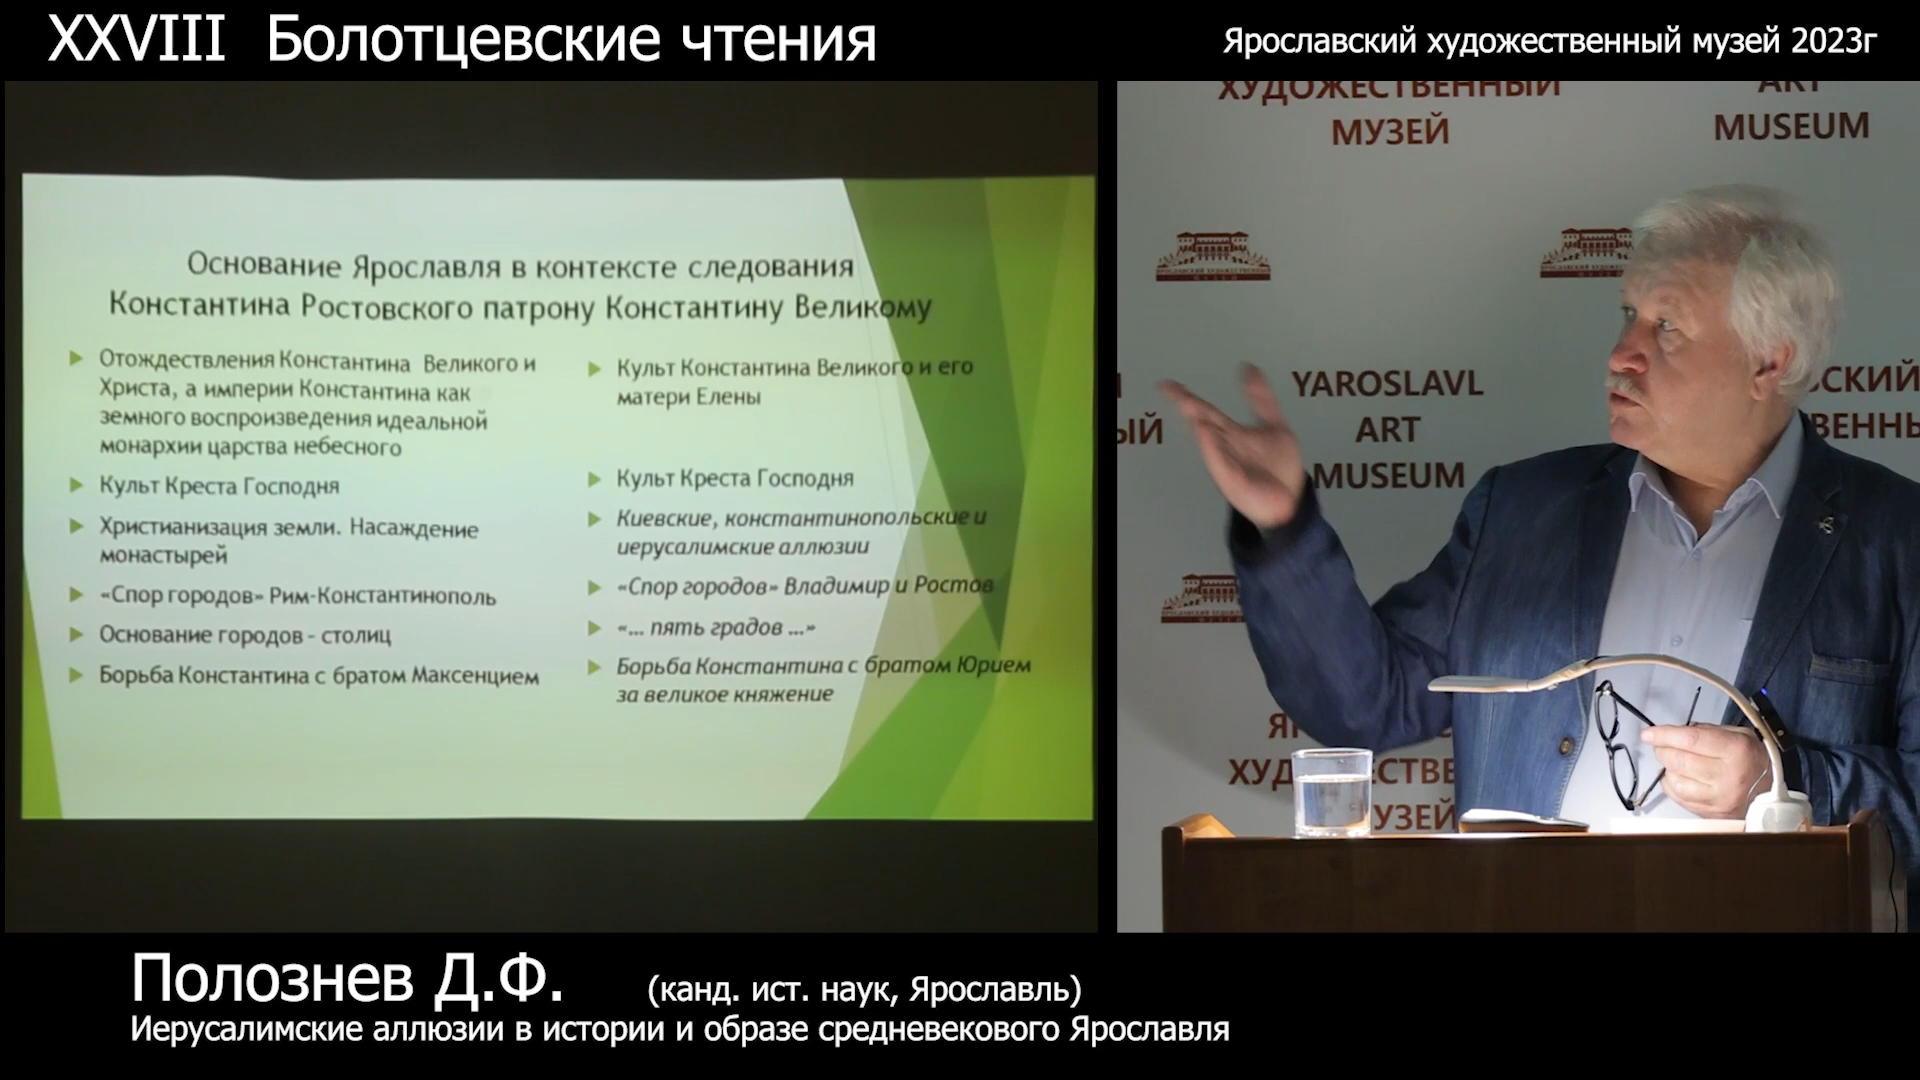 XXVIII Болотцевские чтения
Ярославский художественный музей 2023г
Основание Ярославля в контексте следования
Константина Ростовского патрону Константину Великому
Отождествления Константина Великого и
Христа, а империи Константина как
земного воспроизведения идеальной
монархии царства небесного
Культ Креста Господня
Христианизация земли. Насаждение
монастырей
«Спор городов» Рим-Константинополь
Основание городов - столиц
Борьба Константина с братом Максенцием
Культ Константина Великого и его
матери Елены
Культ Креста Господня
Киевские, константинопольские и
иерусалимские аллюзии
«Спор городов» Владимир и Ростов
«... пять градов ...»
Борьба Константина с братом Юрием
за великое княжение
ХУДОЖЕСТВЕННЫЙ
МУЗЕЙ
ART
MUSEUM
YAROSLAVL
ART
MUSEUM
Полознев Д.Ф. (канд. ист. наук, Ярославль)
Иерусалимские аллюзии в истории и образе средневекового Ярославля